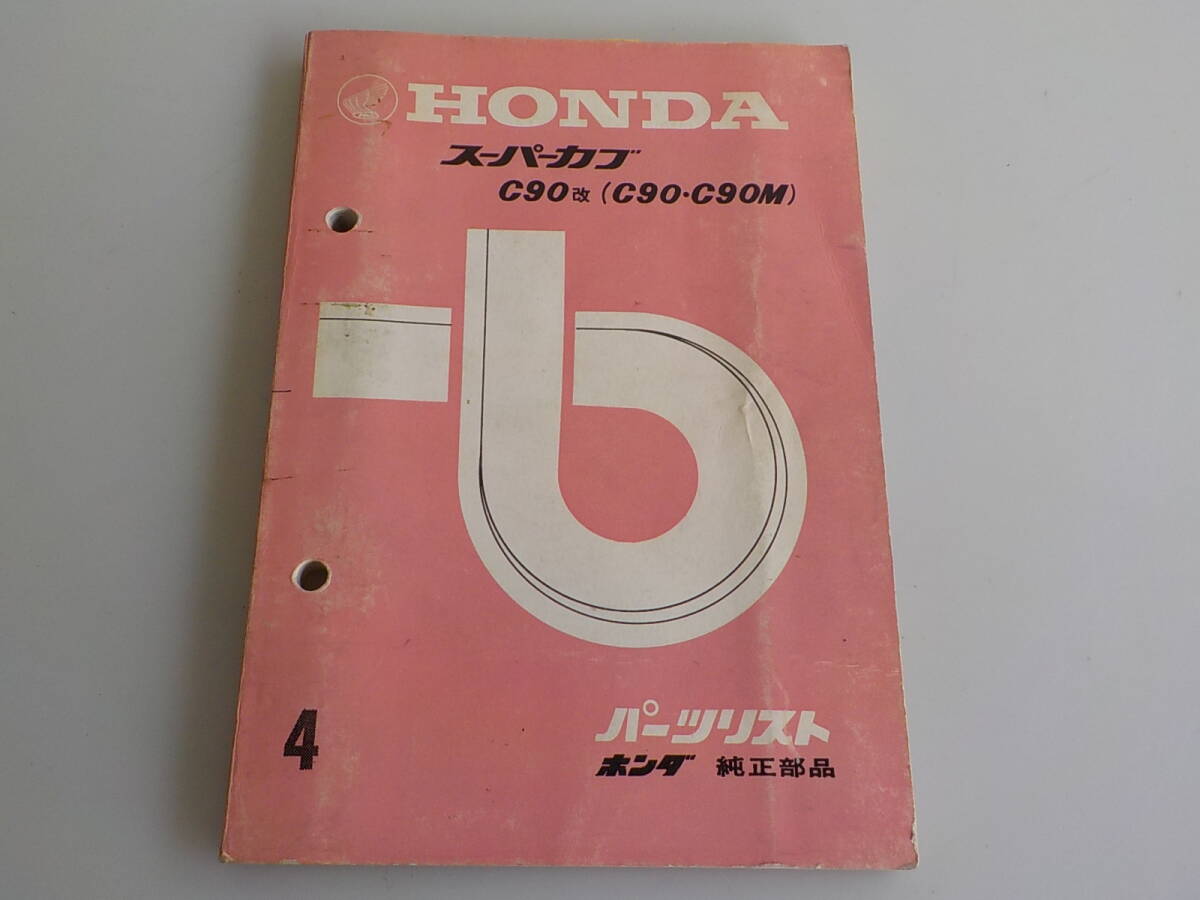 HONDA
スーパーカブ
C90改 (C90・C90M)
4
パーツリスト
ホンダ 純正部品